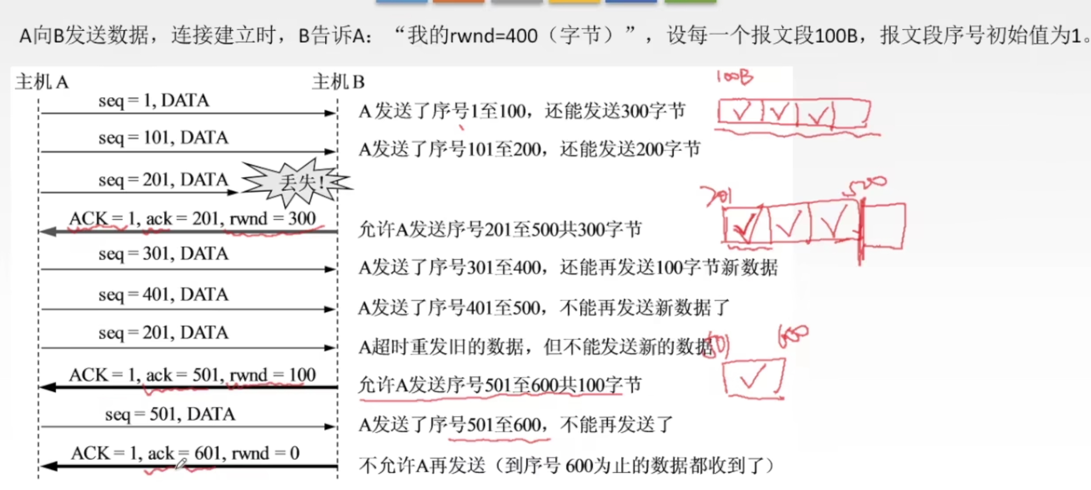 A向B发送数据，连接建立时，B告诉A：“我的rwnd=400（字节）”，设每一个报文段100B，报文段序号初始值为1。
主机A 主机B
100B
seq = 1, DATA A发送了序号1至100，还能发送300字节
seq = 101, DATA A发送了序号101至200，还能发送200字节
seq = 201, DATA 丢失!
201 500
ACK = 1, ack = 201, rwnd = 300 允许A发送序号201至500共300字节
seq = 301, DATA A发送了序号301至400，还能再发送100字节新数据
seq = 401, DATA A发送了序号401至500，不能再发送新数据了
seq = 201, DATA A超时重发旧的数据，但不能发送新的数据
501 600
ACK = 1, ack = 501, rwnd = 100 允许A发送序号501至600共100字节
seq = 501, DATA A发送了序号501至600，不能再发送了
ACK = 1, ack = 601, rwnd = 0 不允许A再发送（到序号 600为止的数据都收到了）